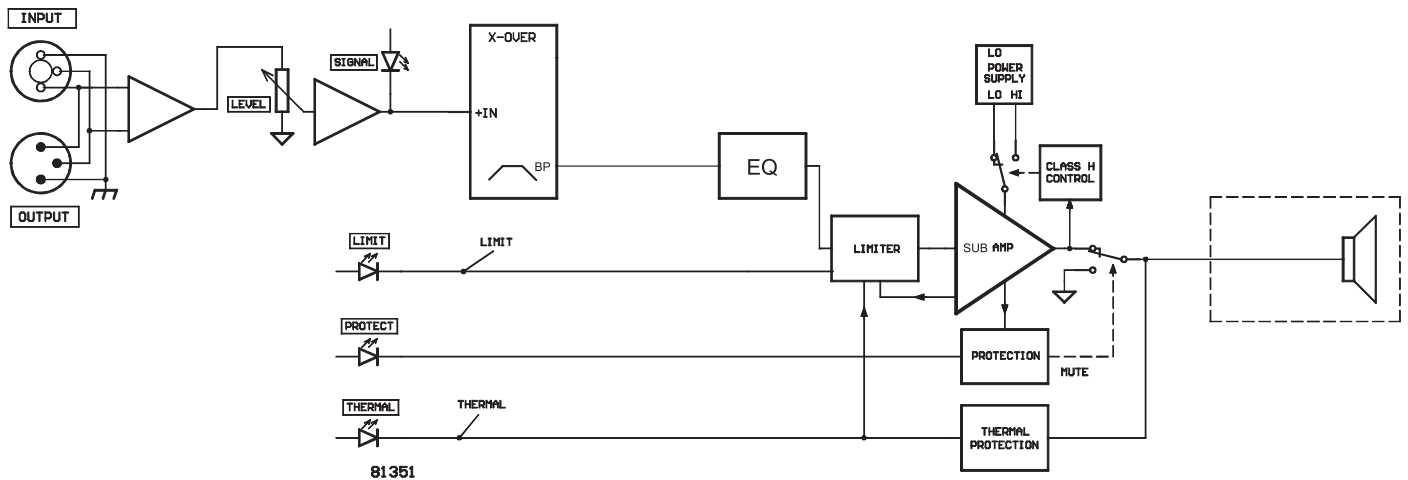 INPUT
X-OVER
SIGNAL
LEVEL
+IN
BP
EQ
LO
POWER
SUPPLY
LO HI
CLASS H
CONTROL
OUTPUT
LIMIT
LIMIT
LIMITER
SUB AMP
PROTECT
PROTECTION
MUTE
THERMAL
THERMAL
THERMAL
PROTECTION
81351